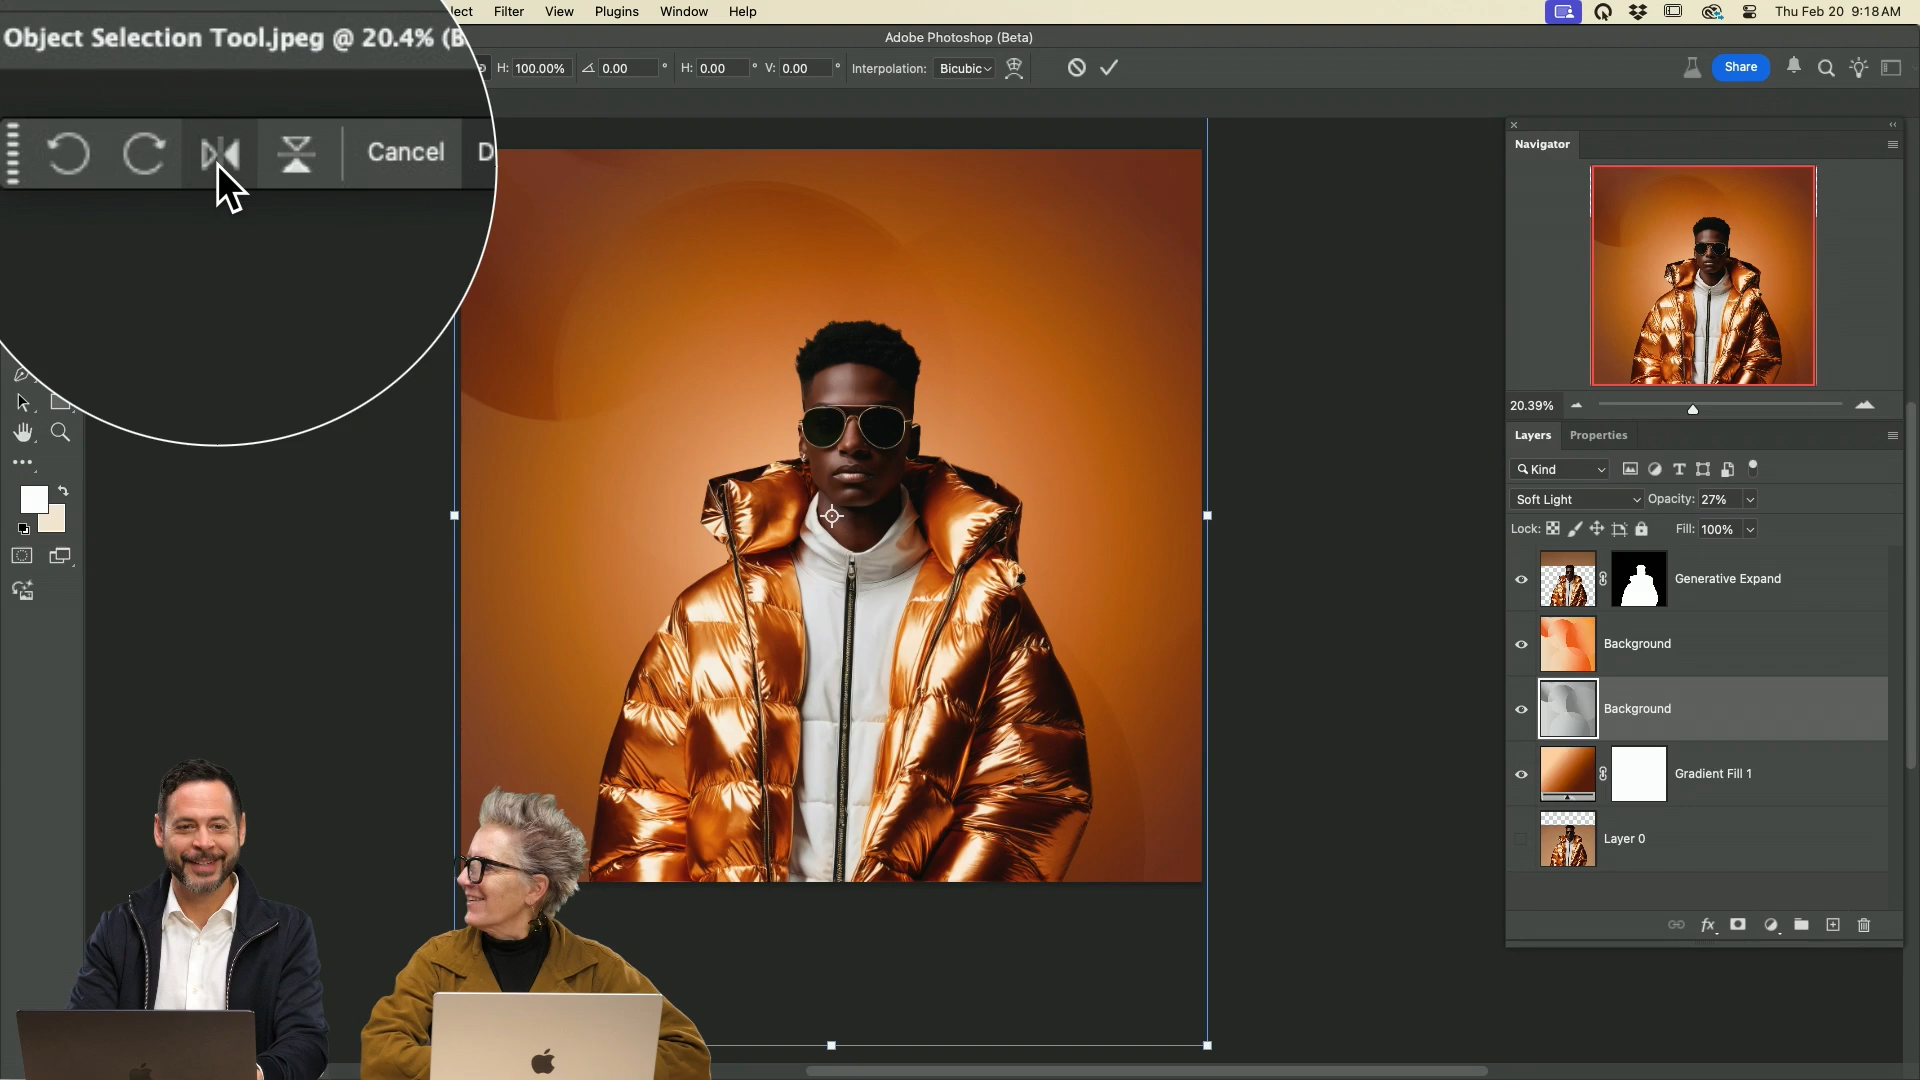 lect Filter View Plugins Window Help
Thu Feb 20 9:18 AM
Object Selection Tool.jpeg @ 20.4% (B
Adobe Photoshop (Beta)
H: 100.00% 0.00 ° H: 0.00 ° V: 0.00 ° Interpolation: Bicubic
Share
Cancel D
Navigator
20.39%
Layers Properties
Kind
Soft Light Opacity: 27%
Lock: Fill: 100%
Generative Expand
Background
Background
Gradient Fill 1
Layer 0